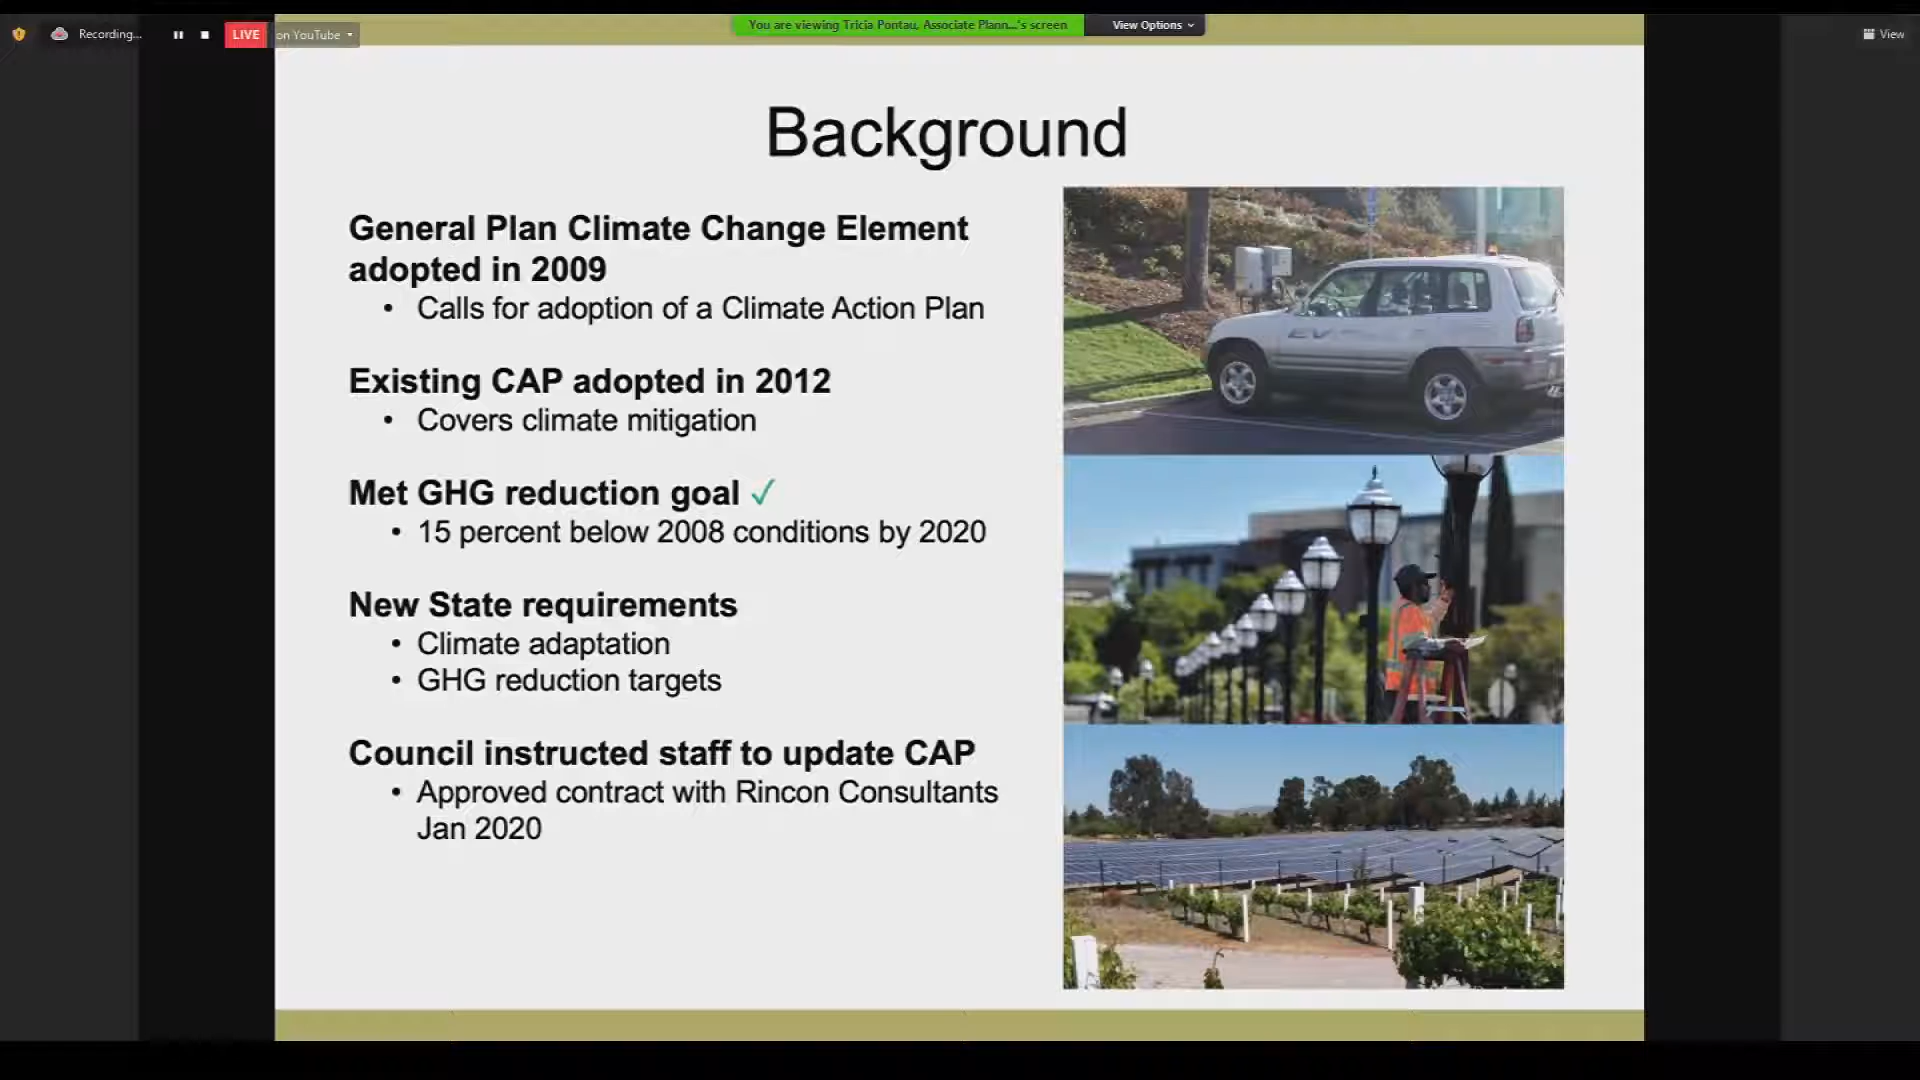 Recording...
LIVE on YouTube
You are viewing Tricia Pontau, Associate Plann...'s screen
View Options
View
Background
General Plan Climate Change Element
adopted in 2009
• Calls for adoption of a Climate Action Plan
Existing CAP adopted in 2012
• Covers climate mitigation
Met GHG reduction goal ✓
• 15 percent below 2008 conditions by 2020
New State requirements
• Climate adaptation
• GHG reduction targets
Council instructed staff to update CAP
• Approved contract with Rincon Consultants
Jan 2020
EV